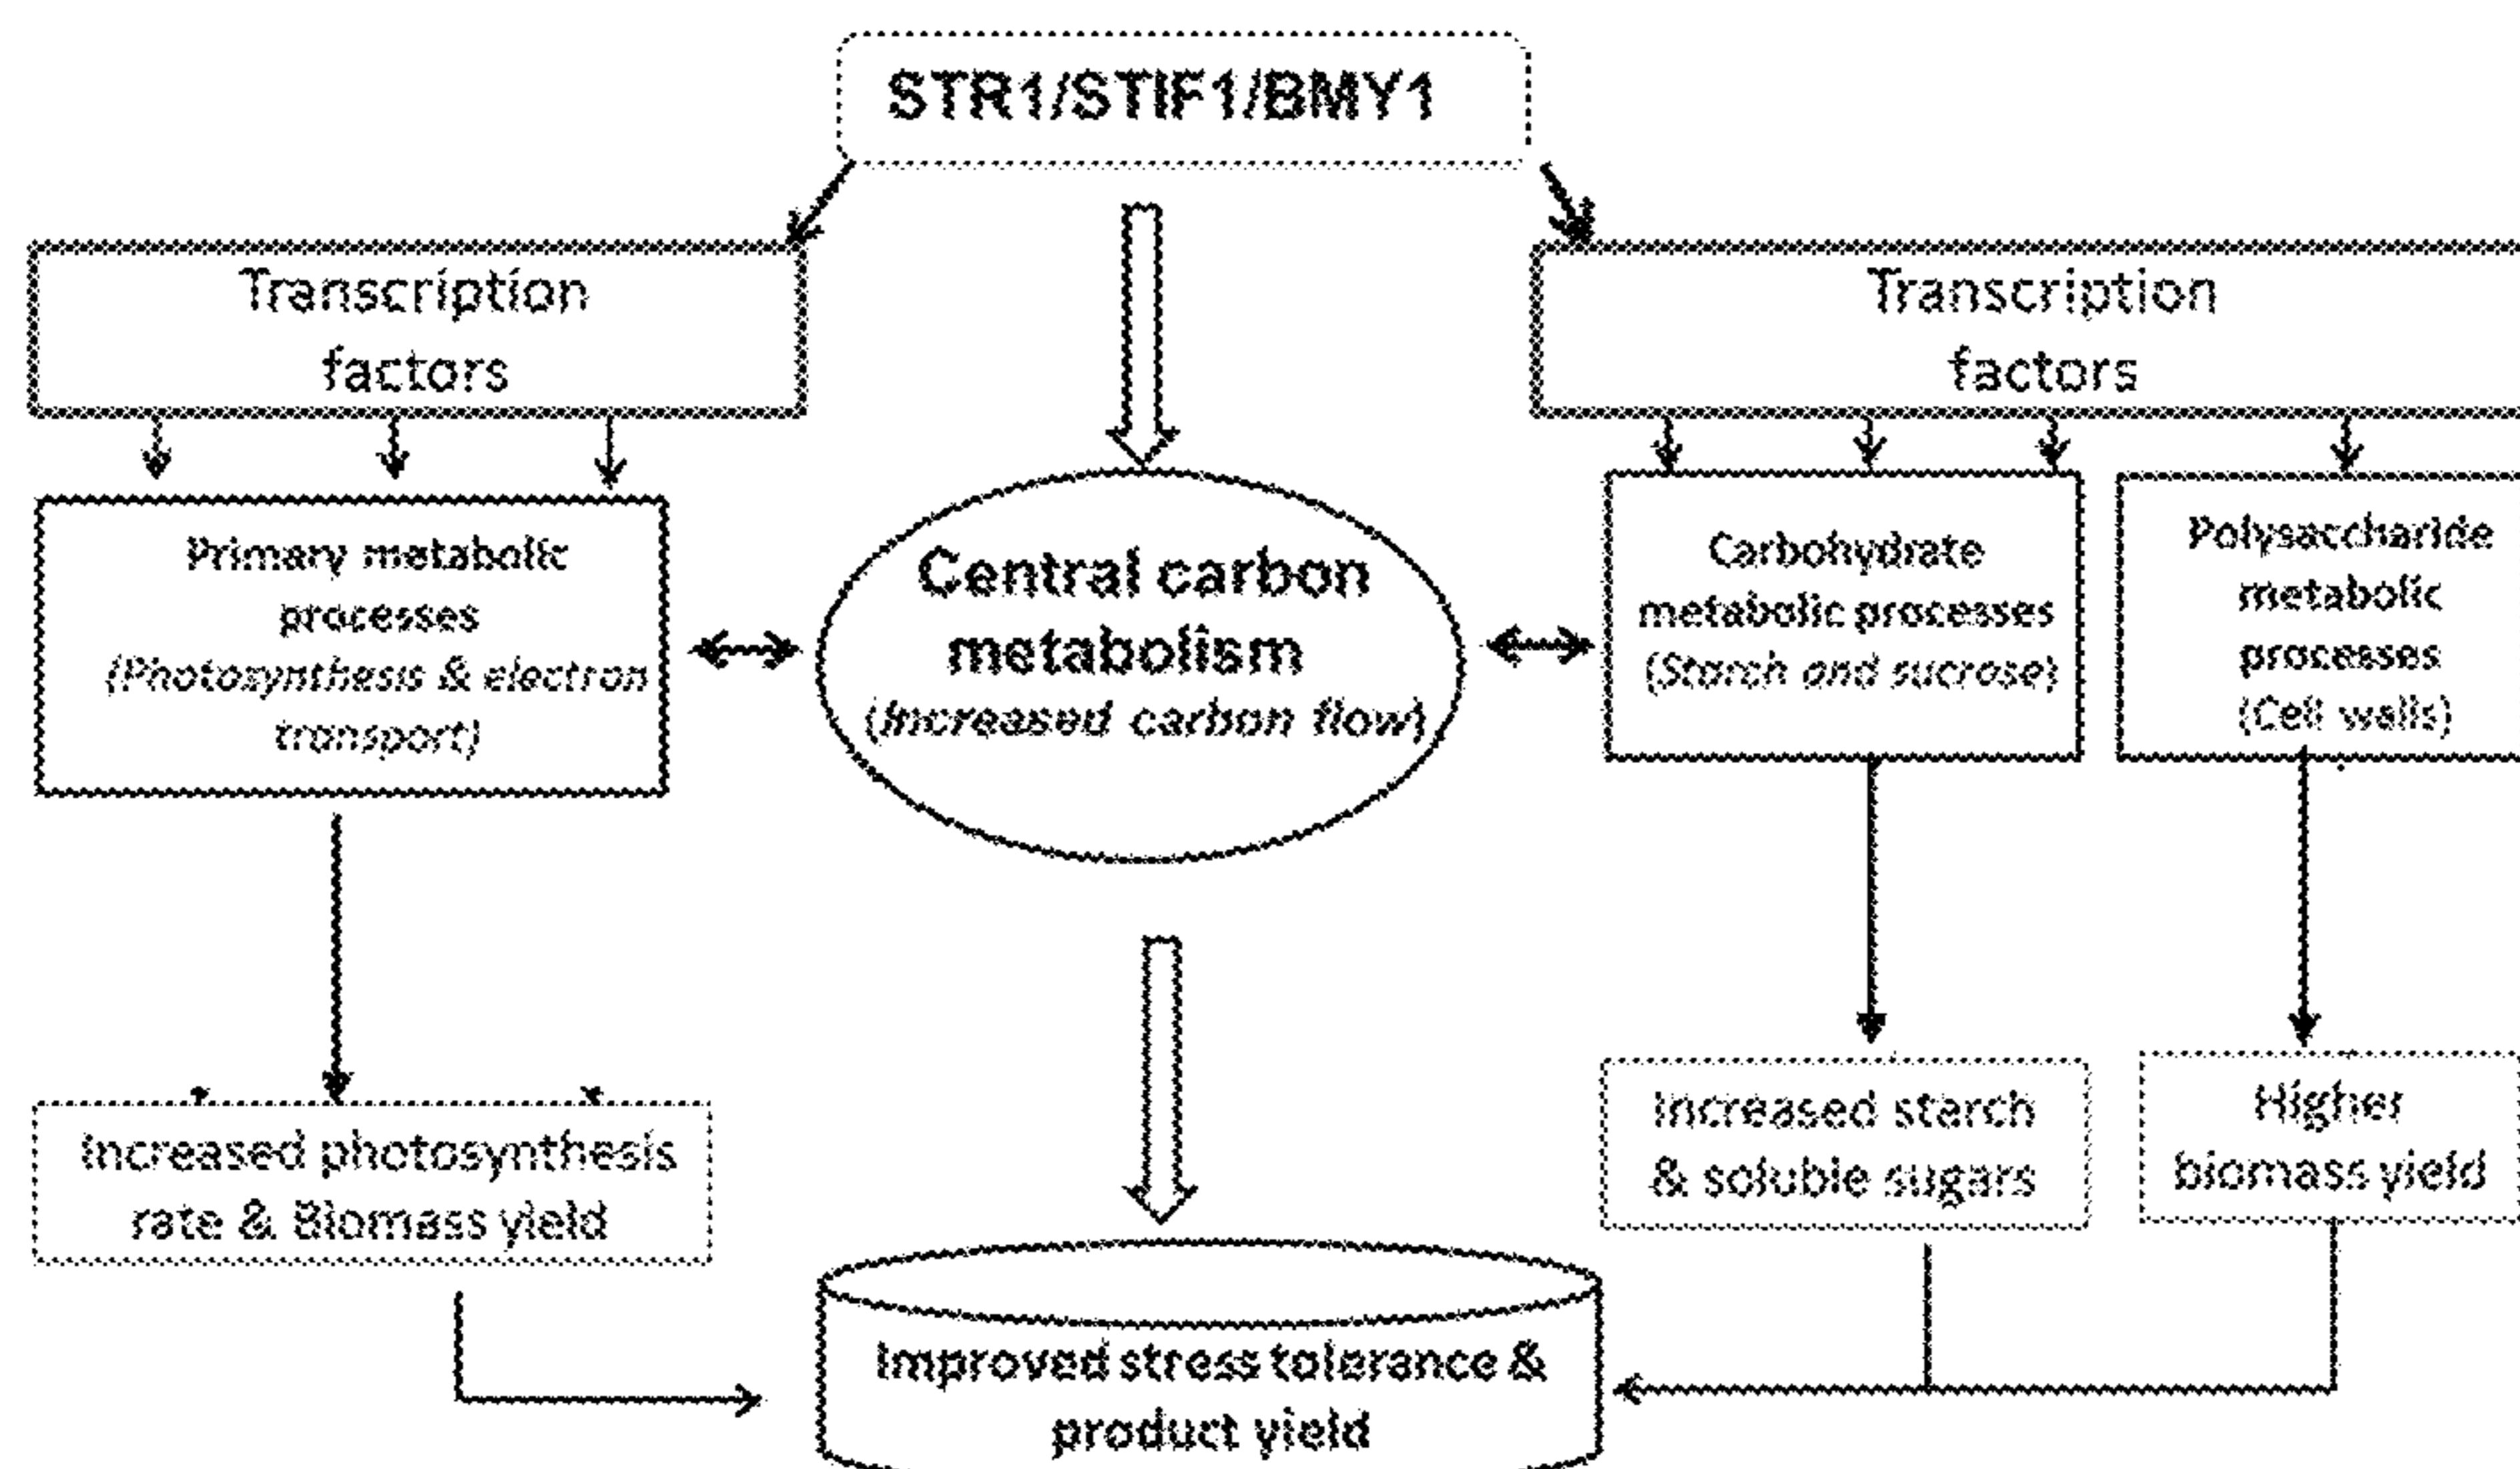 STR1/STIF1/BMY1
Transcription
factors
Transcription
factors
Primary metabolic
processes
(Photosynthesis & electron
transport)
Central carbon
metabolism
(Increased carbon flow)
Carbohydrate
metabolic processes
(Starch and sucrose)
Polysaccharide
metabolic
processes
(Cell walls)
Increased photosynthesis
rate & Biomass yield
Increased starch
& soluble sugars
Higher
biomass yield
Improved stress tolerance &
product yield